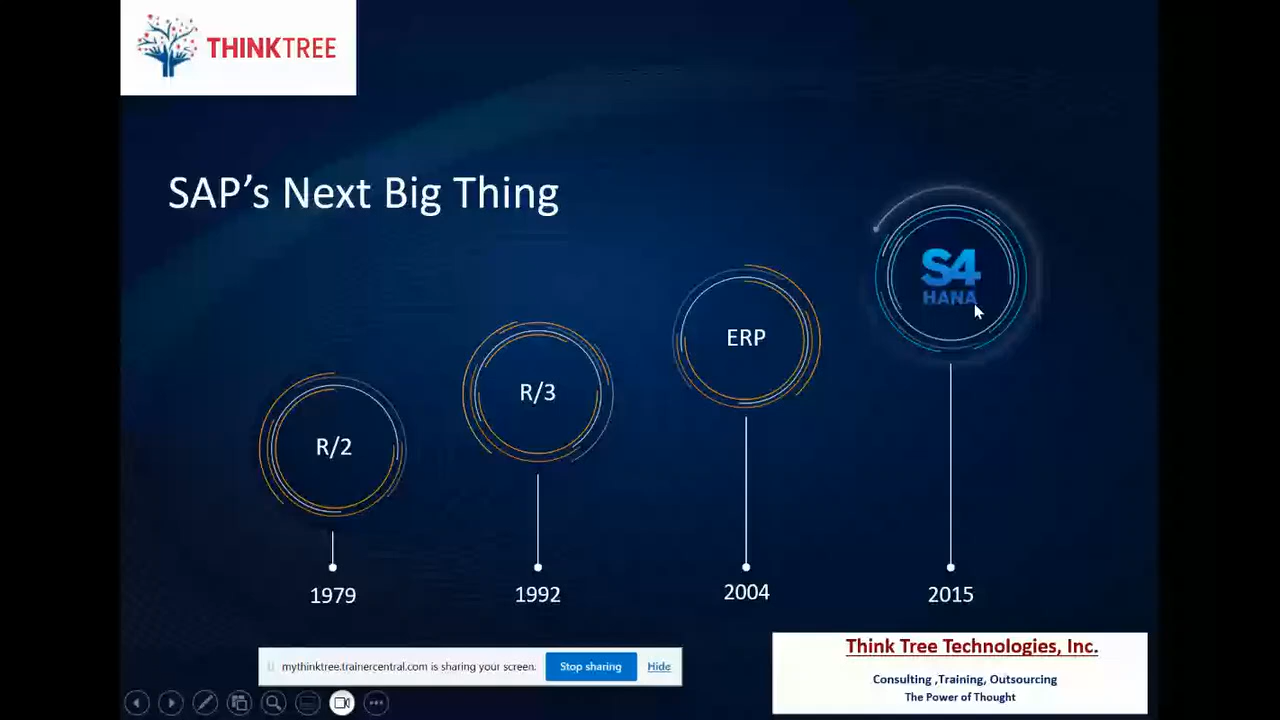 THINKTREE
SAP's Next Big Thing
S4
HANA
ERP
R/3
R/2
1979
1992
2004
2015
mythinktree.trainercentral.com is sharing your screen.
Stop sharing
Hide
Think Tree Technologies, Inc.
Consulting ,Training, Outsourcing
The Power of Thought